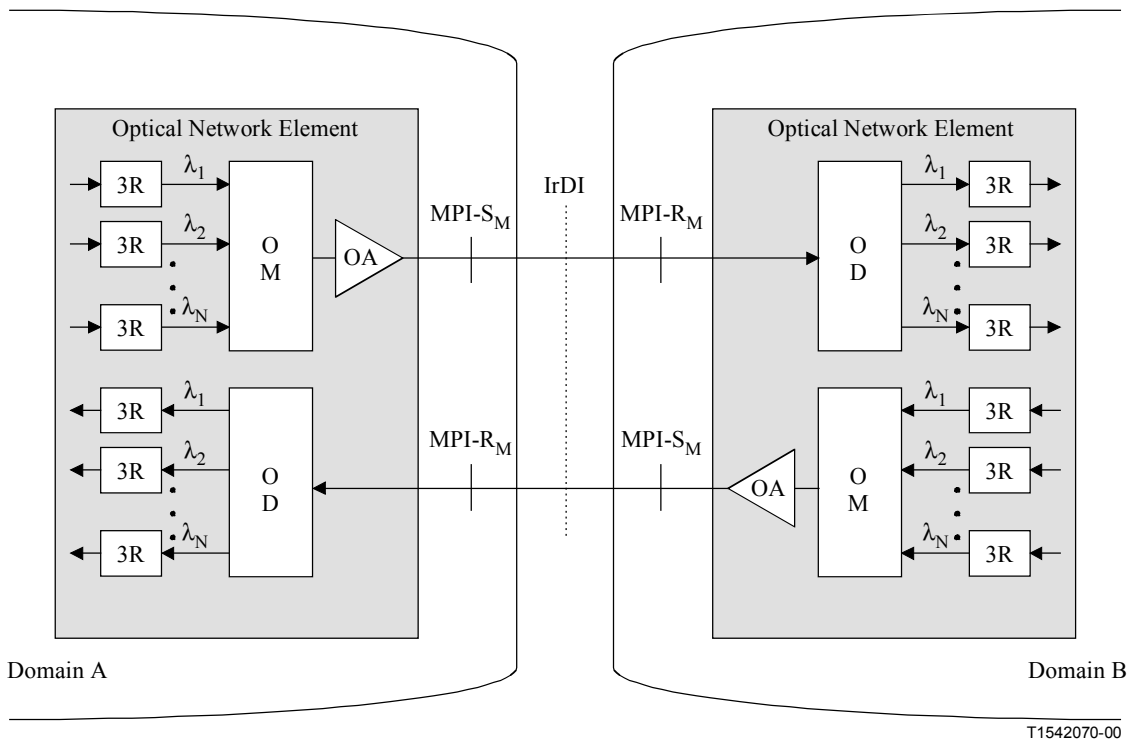 Optical Network Element
Optical Network Element
3R λ1
3R λ2
3R λN
O
M
OA
MPI-SM
IrDI
MPI-RM
O
D
λ1 3R
λ2 3R
λN 3R
3R λ1
3R λ2
3R λN
O
D
MPI-RM
MPI-SM
OA
O
M
λ1 3R
λ2 3R
λN 3R
Domain A
Domain B
T1542070-00